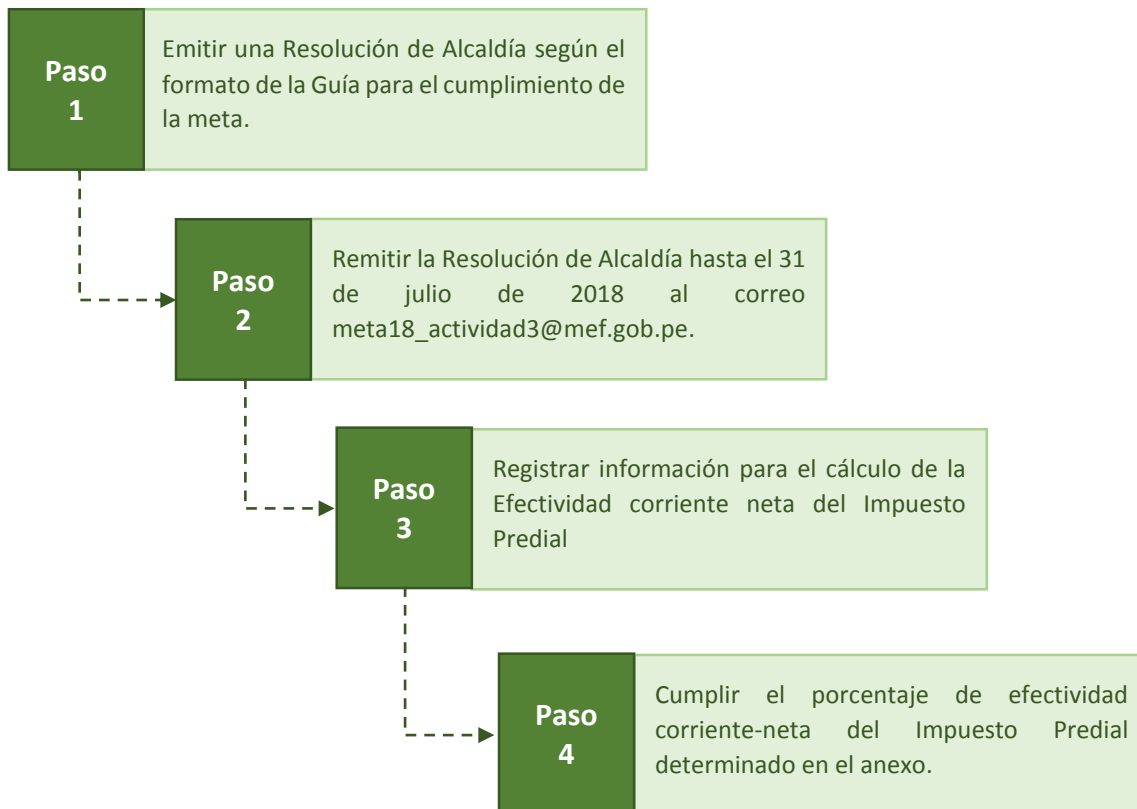 Paso
1
Emitir una Resolución de Alcaldía según el
formato de la Guía para el cumplimiento de
la meta.
Paso
2
Remitir la Resolución de Alcaldía hasta el 31
de julio de 2018 al correo
meta18_actividad3@mef.gob.pe.
Paso
3
Registrar información para el cálculo de la
Efectividad corriente neta del Impuesto
Predial
Paso
4
Cumplir el porcentaje de efectividad
corriente-neta del Impuesto Predial
determinado en el anexo.